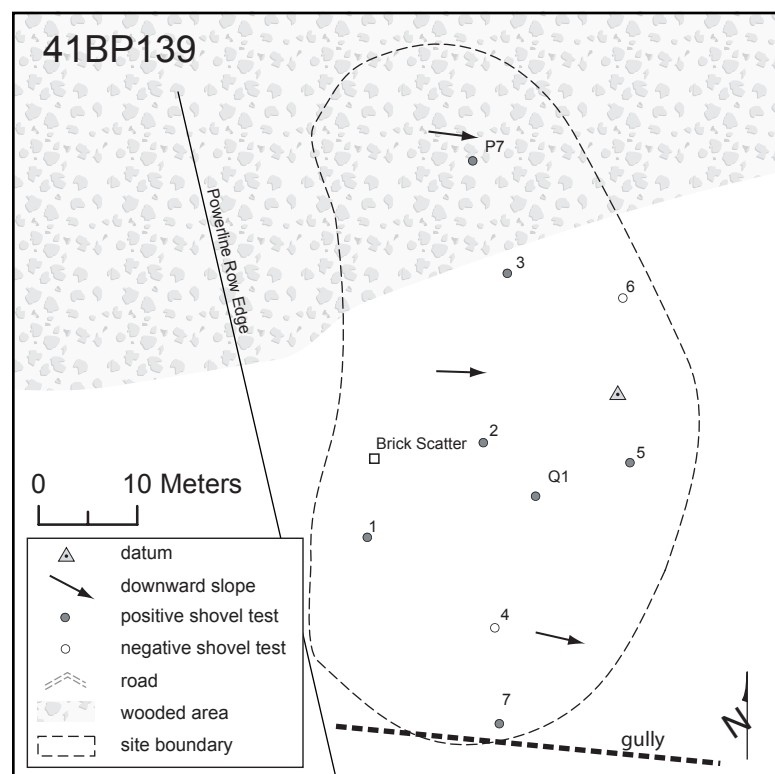 41BP139
P7
Powerline Row Edge
3
6
2
Brick Scatter
5
Q1
0 10 Meters
1
datum
downward slope
4
positive shovel test
negative shovel test
road
7
wooded area
N
gully
site boundary